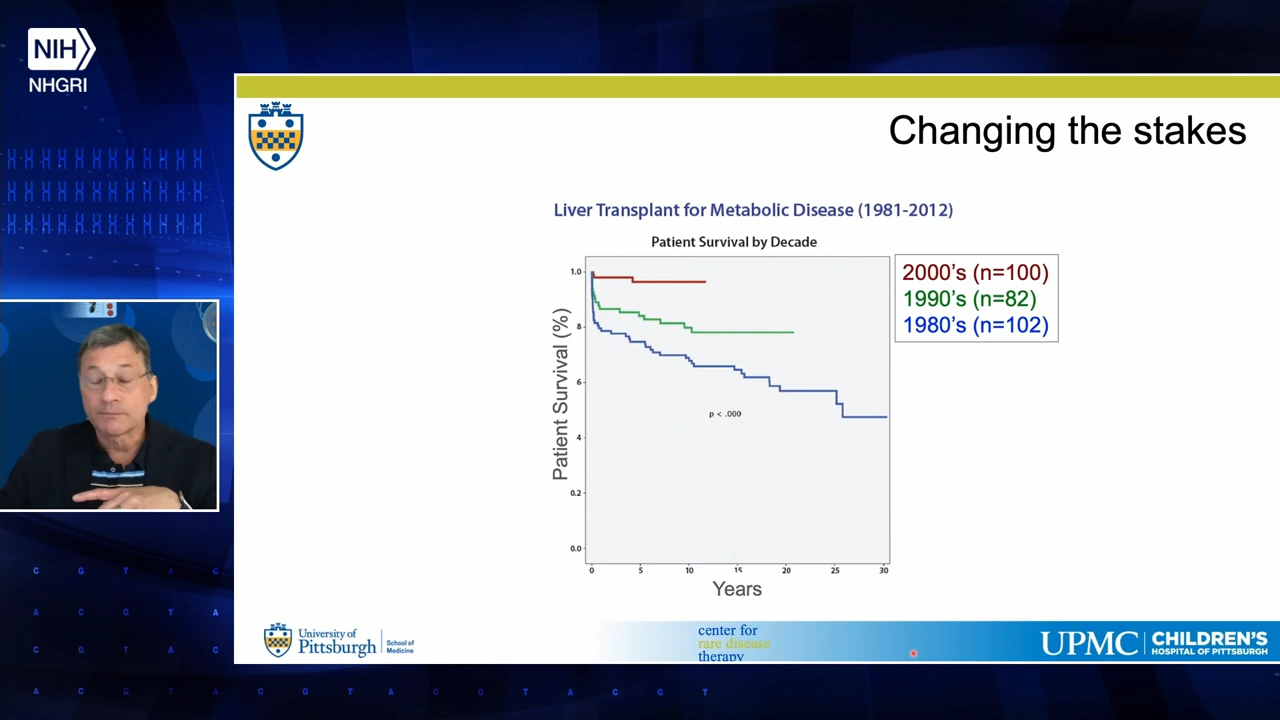 NIH
NHGRI
Changing the stakes
Liver Transplant for Metabolic Disease (1981-2012)
Patient Survival by Decade
2000’s (n=100)
1990’s (n=82)
1980’s (n=102)
Patient Survival (%)
1.0
.8
6
4
0.2
0.0
p < .000
0 5 10 15 20 25 30
Years
University of
Pittsburgh
School of
Medicine
center for
rare disease
therapy
UPMC
CHILDREN’S
HOSPITAL OF PITTSBURGH
C G T A C
A C G T A
C G T A C
A C G T A C G T A C G T A C G T